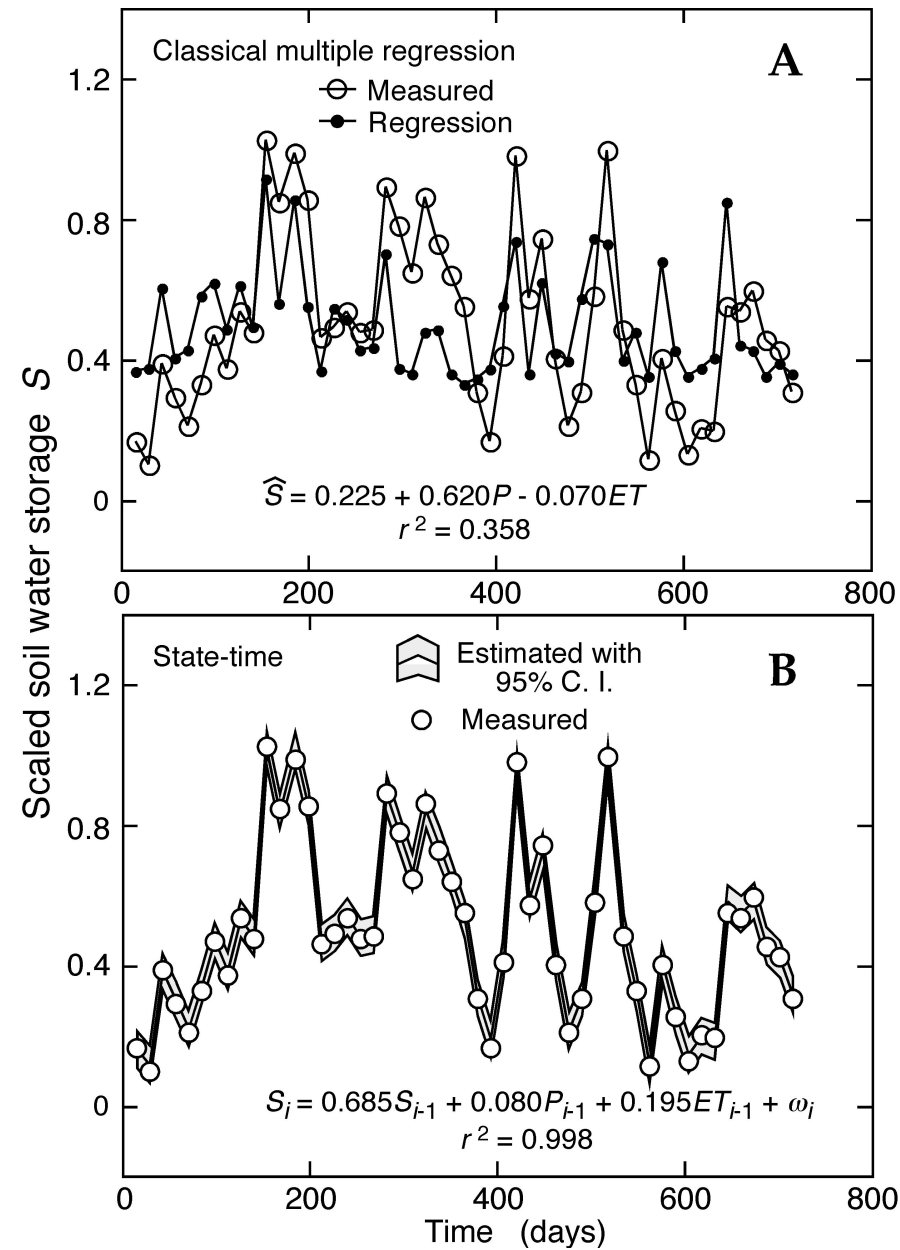 Classical multiple regression
A
Measured
Regression
1.2
0.8
0.4
0
Ŝ = 0.225 + 0.620P - 0.070ET
r² = 0.358
0 200 400 600 800
Scaled soil water storage S
State-time
B
Estimated with
95% C. I.
Measured
1.2
0.8
0.4
0
Sᵢ = 0.685Sᵢ₋₁ + 0.080Pᵢ₋₁ + 0.195ETᵢ₋₁ + ωᵢ
r² = 0.998
0 200 400 600 800
Time (days)